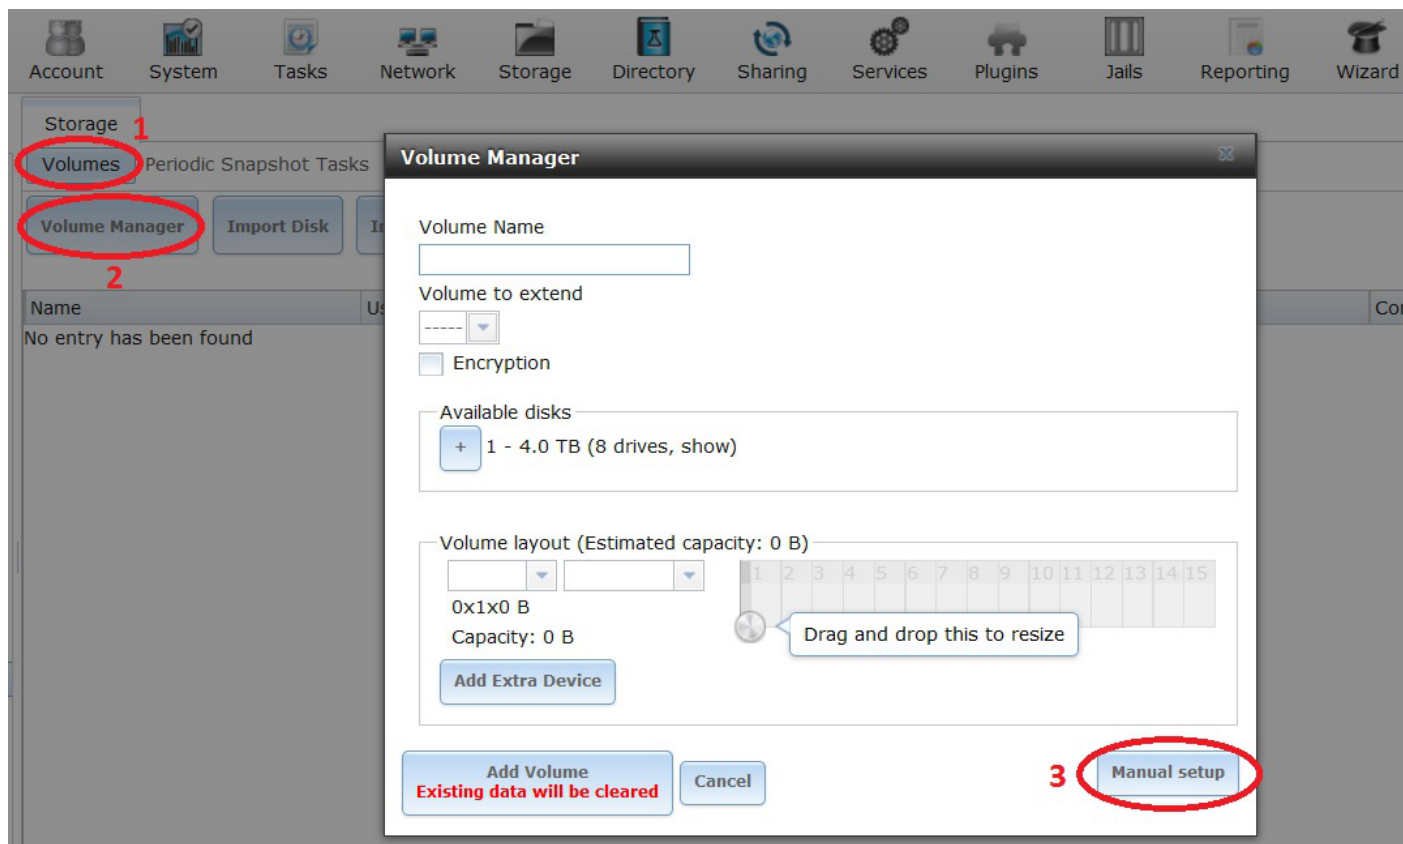 Account System Tasks Network Storage Directory Sharing Services Plugins Jails Reporting Wizard
Storage 1
Volumes Periodic Snapshot Tasks
Volume Manager Import Disk
2
Name
No entry has been found
Volume Manager
Volume Name
Volume to extend
-----
Encryption
Available disks
+ 1 - 4.0 TB (8 drives, show)
Volume layout (Estimated capacity: 0 B)
1 2 3 4 5 6 7 8 9 10 11 12 13 14 15
0x1x0 B
Capacity: 0 B
Drag and drop this to resize
Add Extra Device
Add Volume
Existing data will be cleared
Cancel
3 Manual setup